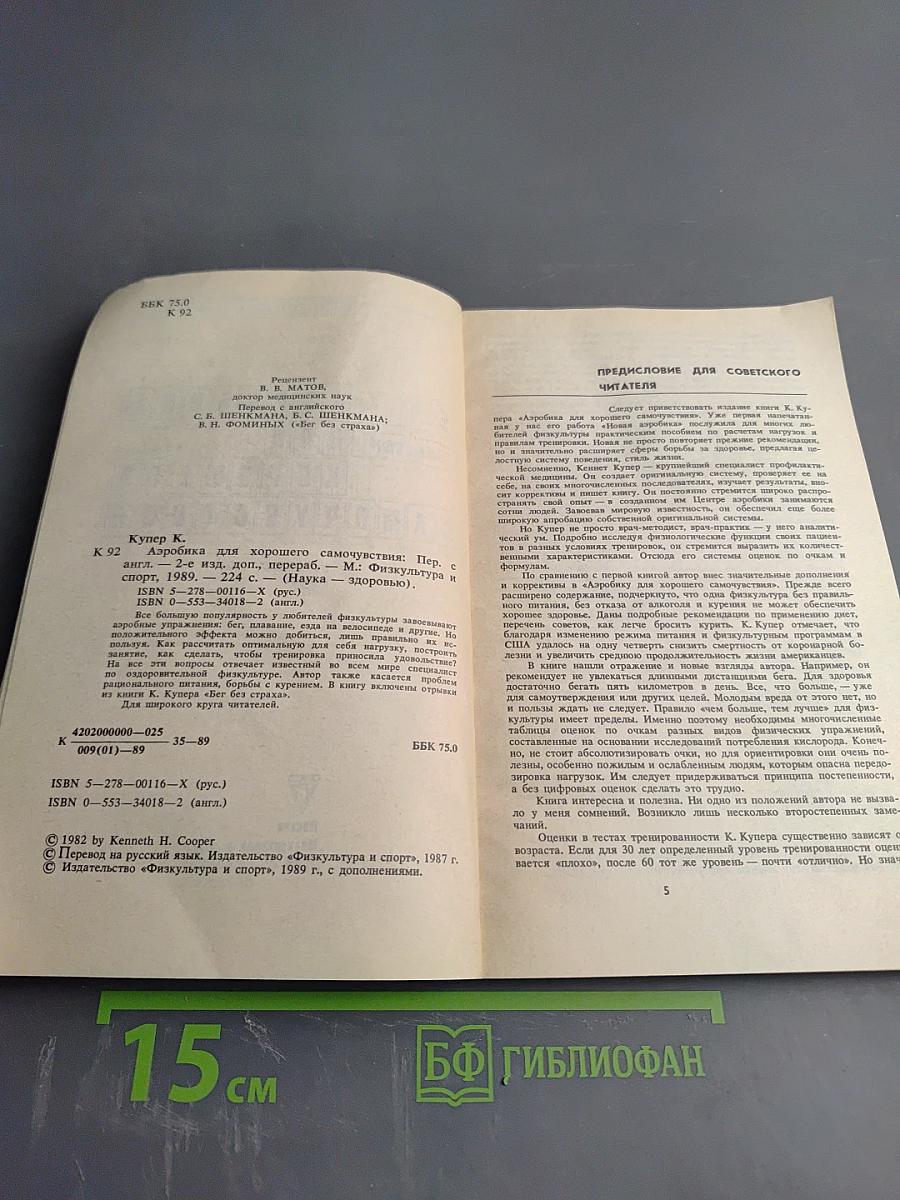 ББК 75.0
К 92
Рецензент
В. В. МАТОВ,
доктор медицинских наук
Перевод с английского
С. Б. ШЕНКМАНА, Б. С. ШЕНКМАНА;
В. Н. ФОМИНЫХ («Бег без страха»)
Купер К.
К 92 Аэробика для хорошего самочувствия: Пер. с
англ. — 2-е изд. доп., перераб. — М.: Физкультура и
спорт, 1989. — 224 с. — (Наука — здоровью).
ISBN 5—278—00116—X (рус.)
ISBN 0—553—34018—2 (англ.)
Все большую популярность у любителей физкультуры завоевывают
аэробные упражнения: бег, плавание, езда на велосипеде и другие. Но
положительного эффекта можно добиться, лишь правильно их ис-
пользуя. Как рассчитать оптимальную для себя нагрузку, построить
занятие, как сделать, чтобы тренировка приносила удовольствие?
На все эти вопросы отвечает известный во всем мире специалист
по оздоровительной физкультуре. Автор также касается проблем
рационального питания, борьбы с курением. В книгу включены отрывки
из книги К. Купера «Бег без страха».
Для широкого круга читателей.
К 4202000000—025
009(01)—89
35—89
ББК 75.0
ISBN 5—278—00116—X (рус.)
ISBN 0—553—34018—2 (англ.)
© 1982 by Kenneth H. Cooper
© Перевод на русский язык. Издательство «Физкультура и спорт», 1987 г.
© Издательство «Физкультура и спорт», 1989 г., с дополнениями.
ПРЕДИСЛОВИЕ ДЛЯ СОВЕТСКОГО
ЧИТАТЕЛЯ
Следует приветствовать издание книги К. Ку-
пера «Аэробика для хорошего самочувствия». Уже первая напечатан-
ная у нас его работа «Новая аэробика» послужила для многих лю-
бителей физкультуры практическим пособием по расчетам нагрузок и
правилам тренировки. Новая не просто повторяет прежние рекомендации,
но и значительно расширяет сферы борьбы за здоровье, предлагая це-
лостную систему поведения, стиль жизни.
Несомненно, Кеннет Купер — крупнейший специалист профилакти-
ческой медицины. Он создает оригинальную систему, проверяет ее на
себе, на своих многочисленных последователях, изучает результаты, вно-
сит коррективы и пишет книгу. Он постоянно стремится широко распро-
странять свой опыт — в созданном им Центре аэробики занимаются
сотни людей. Завоевав мировую известность, он обеспечил еще более
широкую апробацию собственной оригинальной системы.
Но Купер не просто врач-методист, врач-практик — у него аналити-
ческий ум. Подробно исследуя физиологические функции своих пациен-
тов в разных условиях тренировок, он стремится выразить их количест-
венными характеристиками. Отсюда его системы оценок по очкам и
формулам.
По сравнению с первой книгой автор внес значительные дополнения
и коррективы в «Аэробику для хорошего самочувствия». Прежде всего
расширено содержание, подчеркнуто, что одна физкультура без правиль-
ного питания, без отказа от алкоголя и курения не может обеспечить
хорошее здоровье. Даны подробные рекомендации по применению диет,
перечень советов, как легче бросить курить. К. Купер отмечает, что
благодаря изменению режима питания и физкультурным программам в
США удалось на одну четверть снизить смертность от коронарной бо-
лезни и увеличить среднюю продолжительность жизни американцев.
В книге нашли отражение и новые взгляды автора. Например, он
рекомендует не увлекаться длинными дистанциями бега. Для здоровья
достаточно бегать пять километров в день. Все, что больше, — уже
для самоутверждения или других целей. Молодым вреда от этого нет, но
и пользы ждать не следует. Правило «чем больше, тем лучше» для физ-
культуры имеет пределы. Именно поэтому необходимы многочисленные
таблицы оценок по очкам разных видов физических упражнений,
составленные на основании исследований потребления кислорода. Конеч-
но, не стоит абсолютизировать очки, но для ориентировки они очень по-
лезны, особенно пожилым и ослабленным людям, которым опасна передо-
зировка нагрузок. Им следует придерживаться принципа постепенности,
а без цифровых оценок сделать это трудно.
Книга интересна и полезна. Ни одно из положений автора не вызва-
ло у меня сомнений. Возникло лишь несколько второстепенных заме-
чаний.
Оценки в тестах тренированности К. Купера существенно зависят о
возраста. Если для 30 лет определенный уровень тренированности оцени
вается «плохо», после 60 тот же уровень — почти «отлично». Но знач
5
15 см
БФ ГИБЛИОФАН